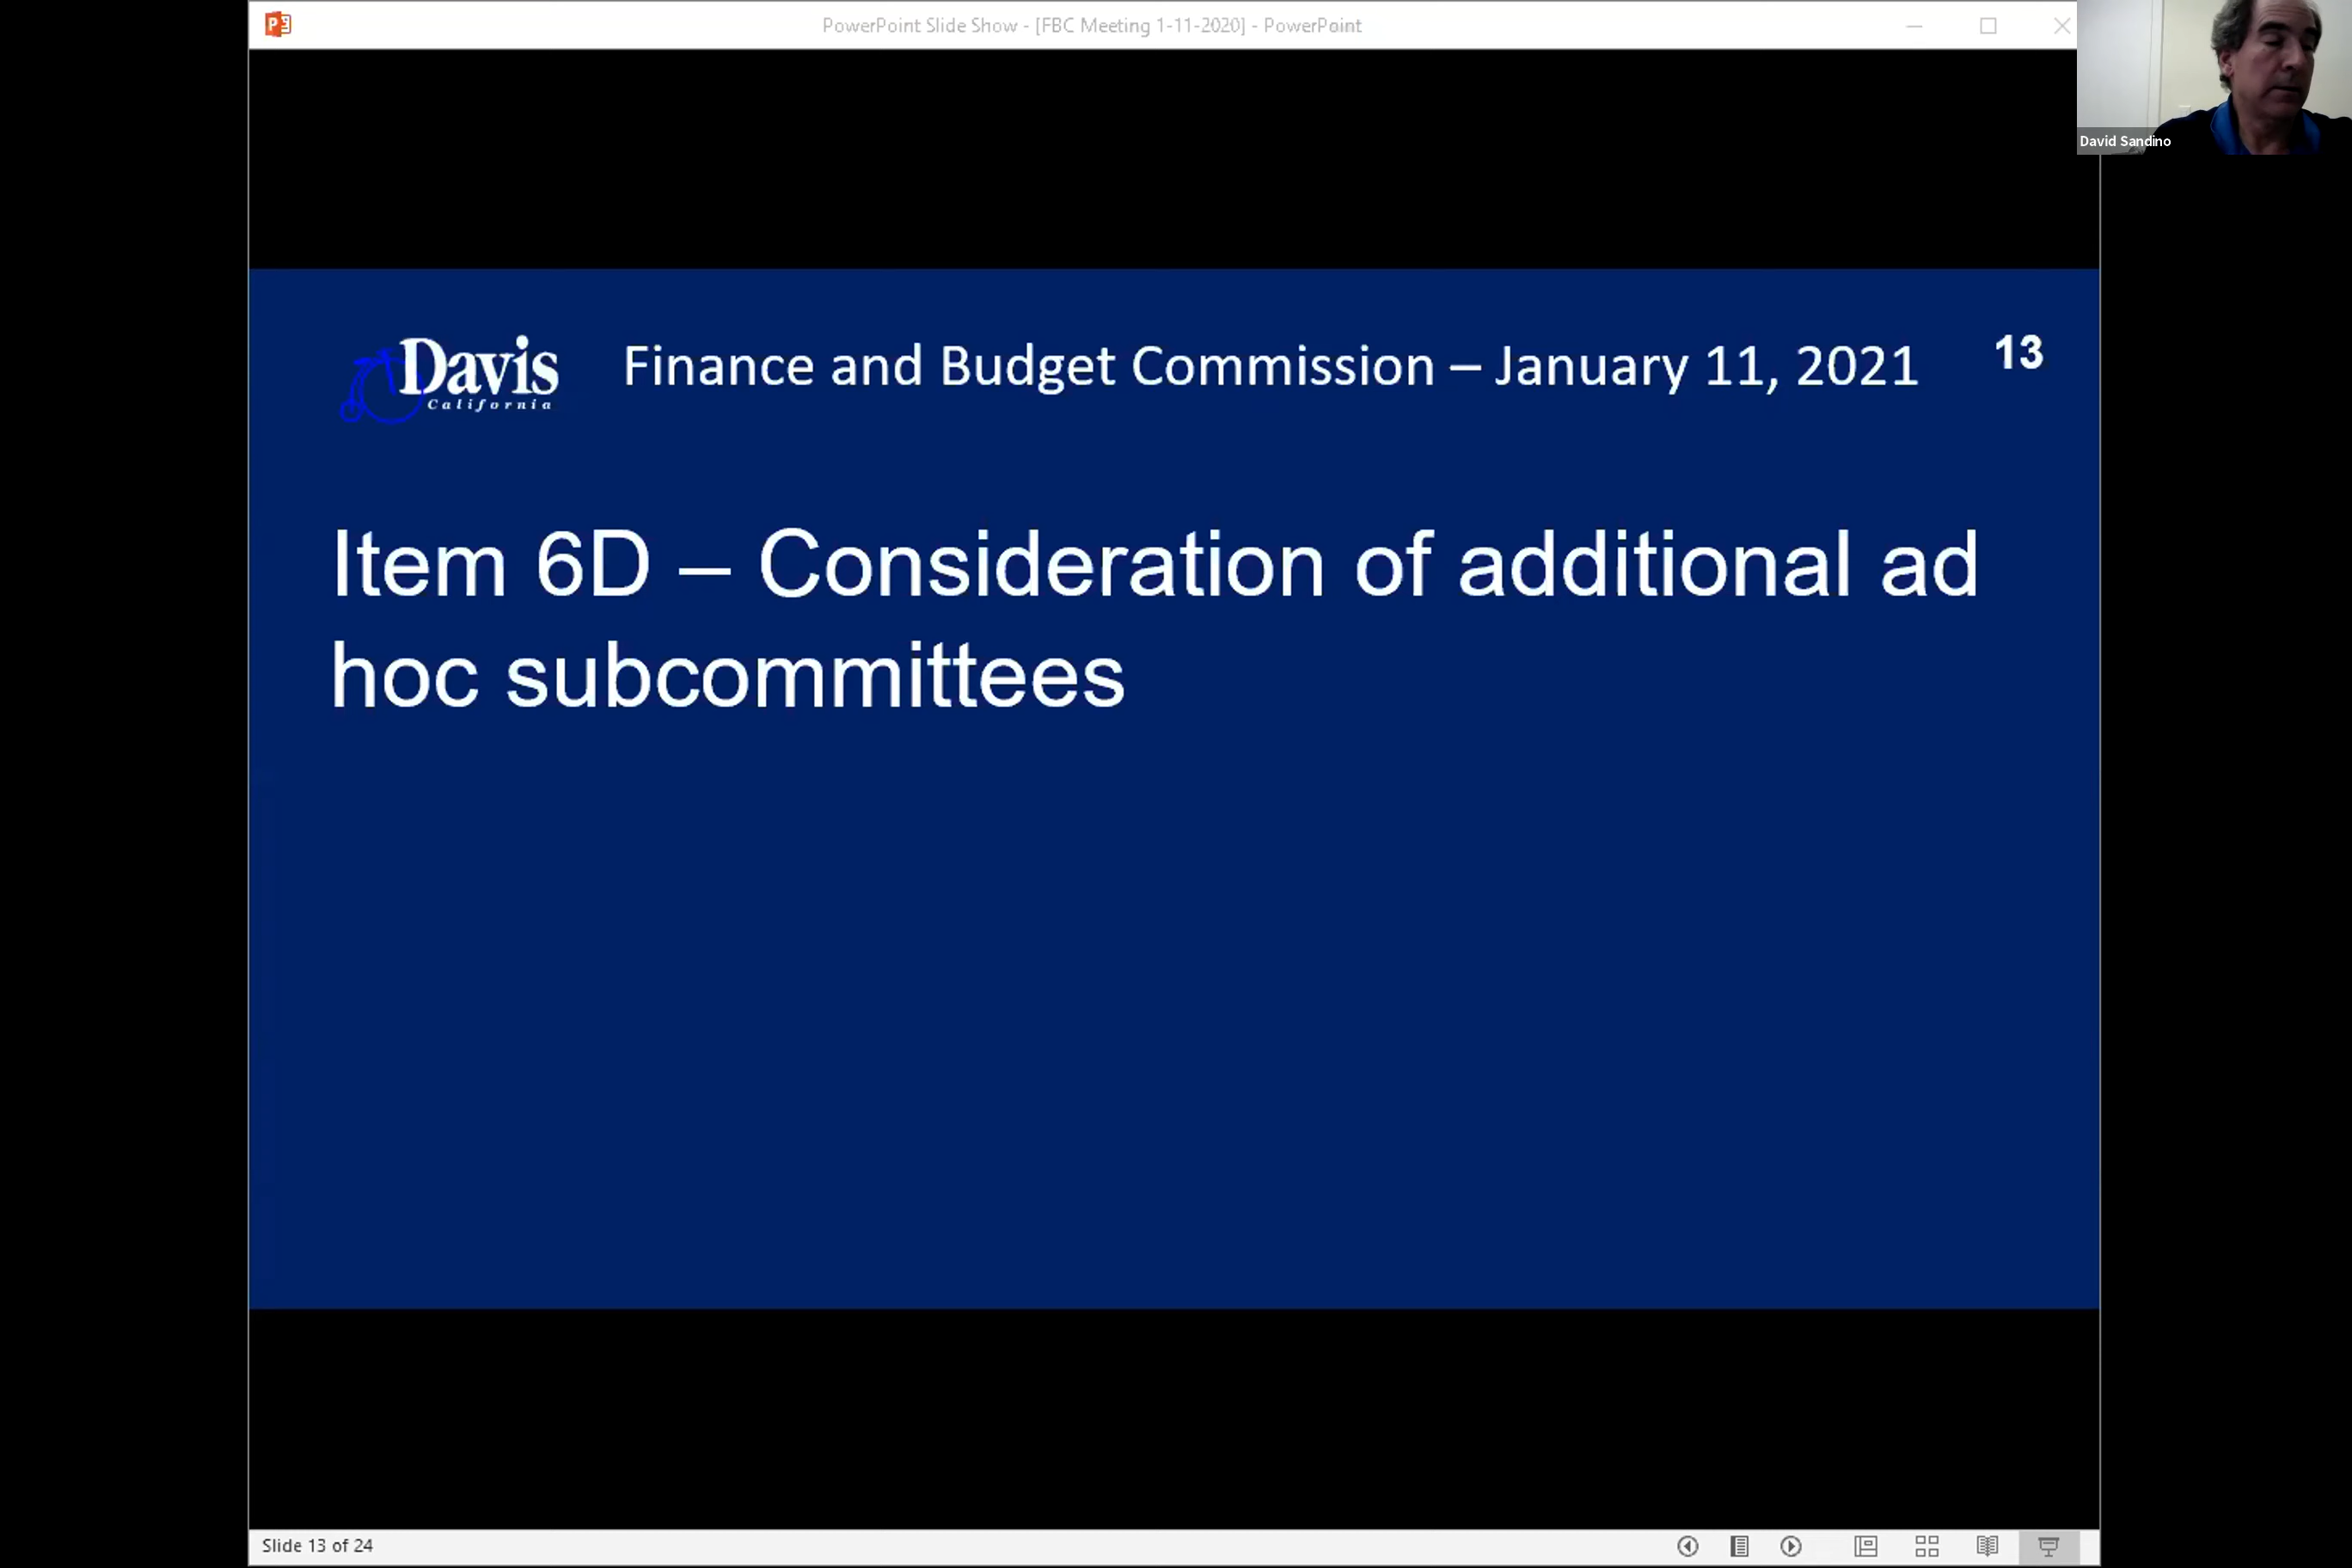 PowerPoint Slide Show - [FBC Meeting 1-11-2020] - PowerPoint
David Sandino
Davis
California
Finance and Budget Commission – January 11, 2021
13
Item 6D – Consideration of additional ad
hoc subcommittees
Slide 13 of 24